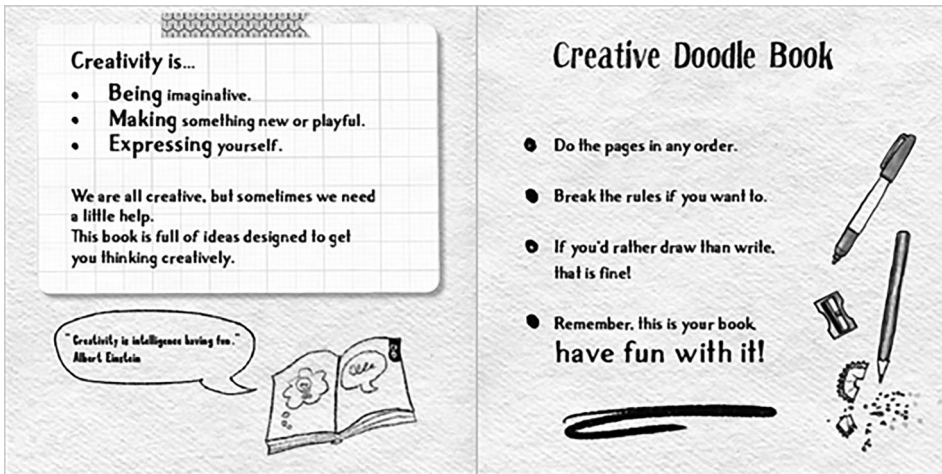 Creativity is...
• Being imaginative.
• Making something new or playful.
• Expressing yourself.
We are all creative, but sometimes we need
a little help.
This book is full of ideas designed to get
you thinking creatively.
"Creativity is intelligence having fun."
Albert Einstein
Creative Doodle Book
• Do the pages in any order.
• Break the rules if you want to.
• If you'd rather draw than write,
that is fine!
• Remember, this is your book,
have fun with it!